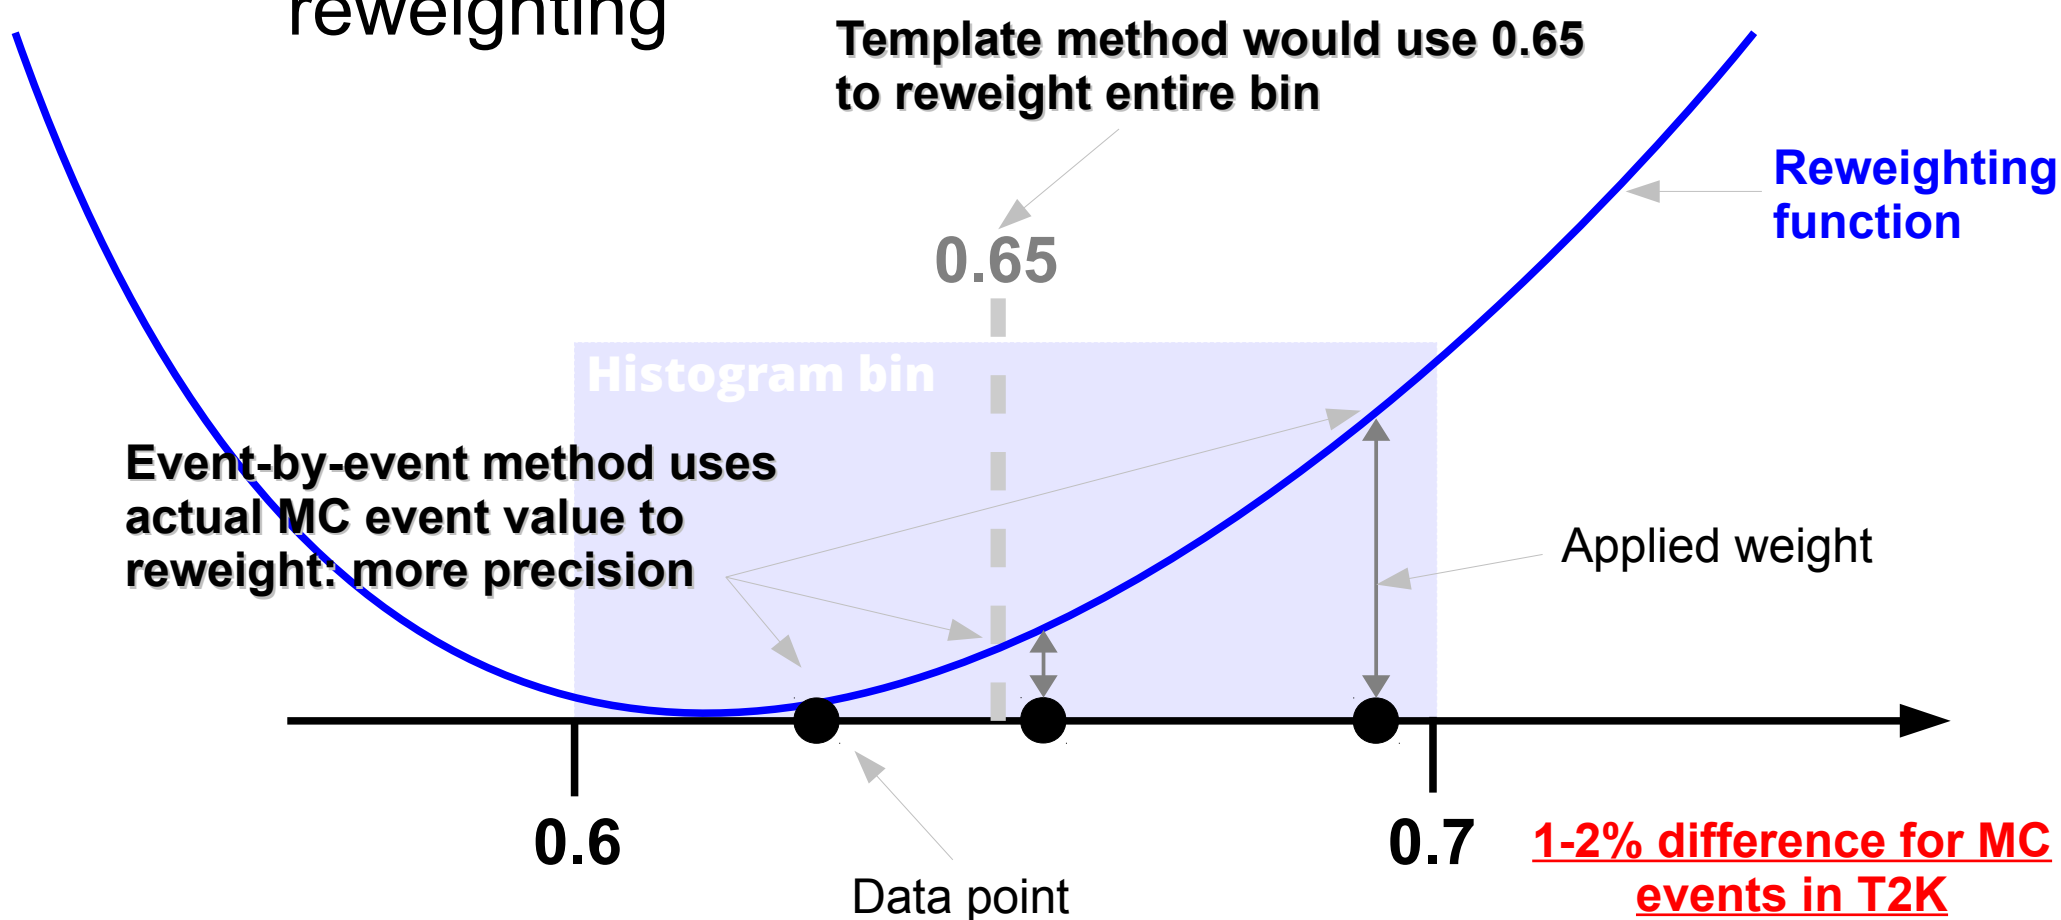 reweighting
Template method would use 0.65
to reweight entire bin
Reweighting
function
0.65
Histogram bin
Event-by-event method uses
actual MC event value to
reweight: more precision
Applied weight
0.6
0.7
1-2% difference for MC
events in T2K
Data point